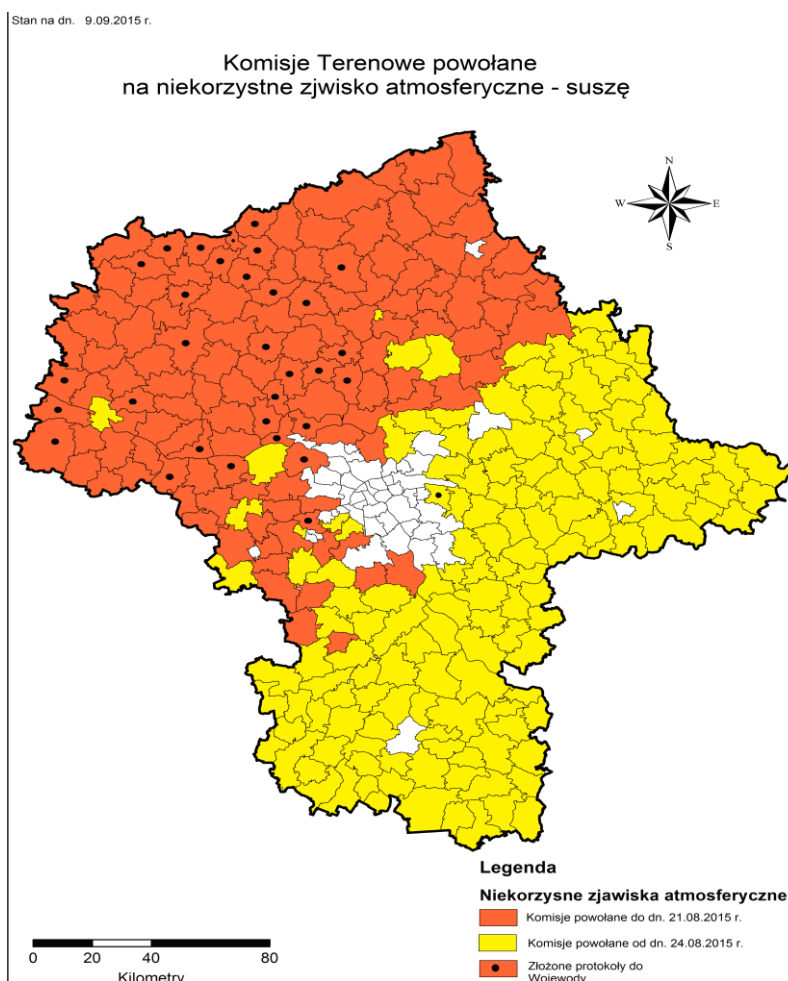 Stan na dn. 9.09.2015 r.
Komisje Terenowe powołane
na niekorzystne zjwisko atmosferyczne - suszę
N
W
E
S
Legenda
Niekorzysne zjawiska atmosferyczne
Komisje powołane do dn. 21.08.2015 r.
Komisje powołane od dn. 24.08.2015 r.
Złożone protokoły do
Wojewody
0 20 40 80
Kilometry